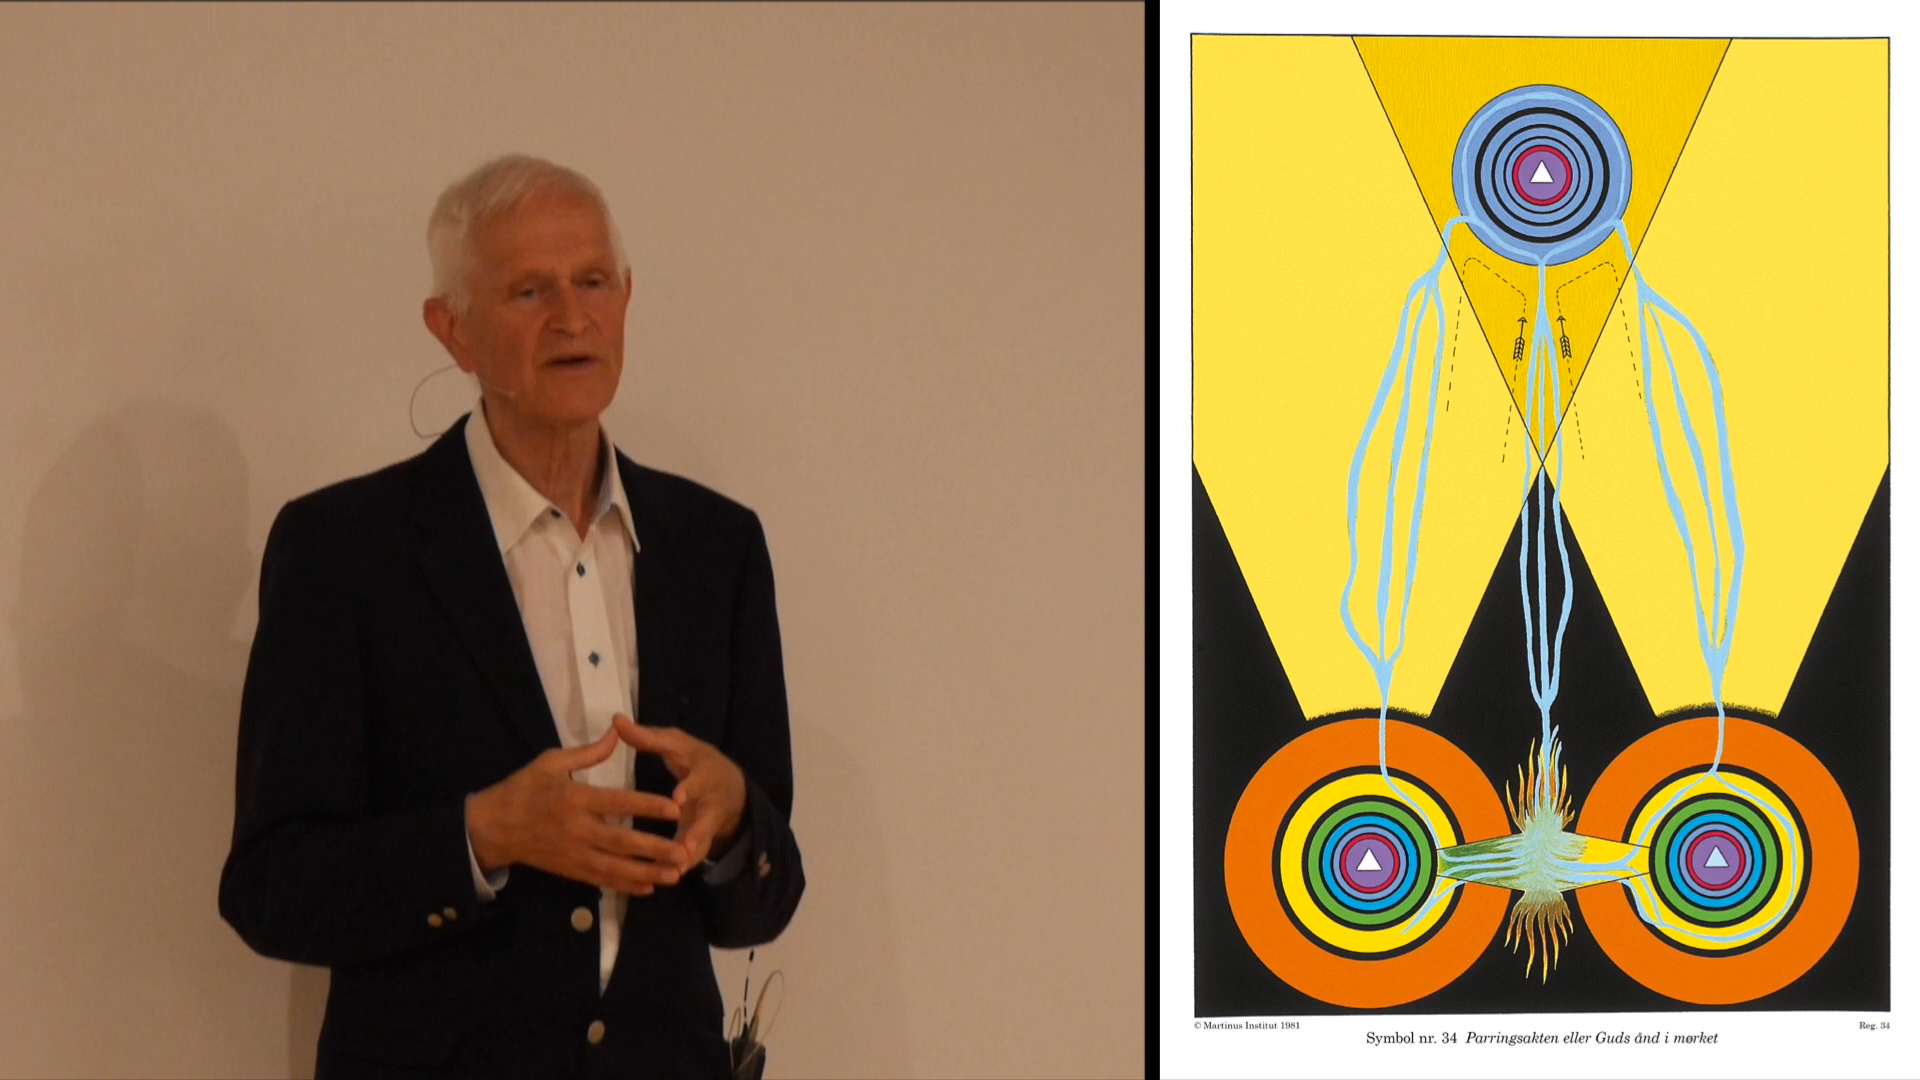 © Martinus Institut 1981
Reg. 34
Symbol nr. 34 Parringsakten eller Guds ånd i mørket